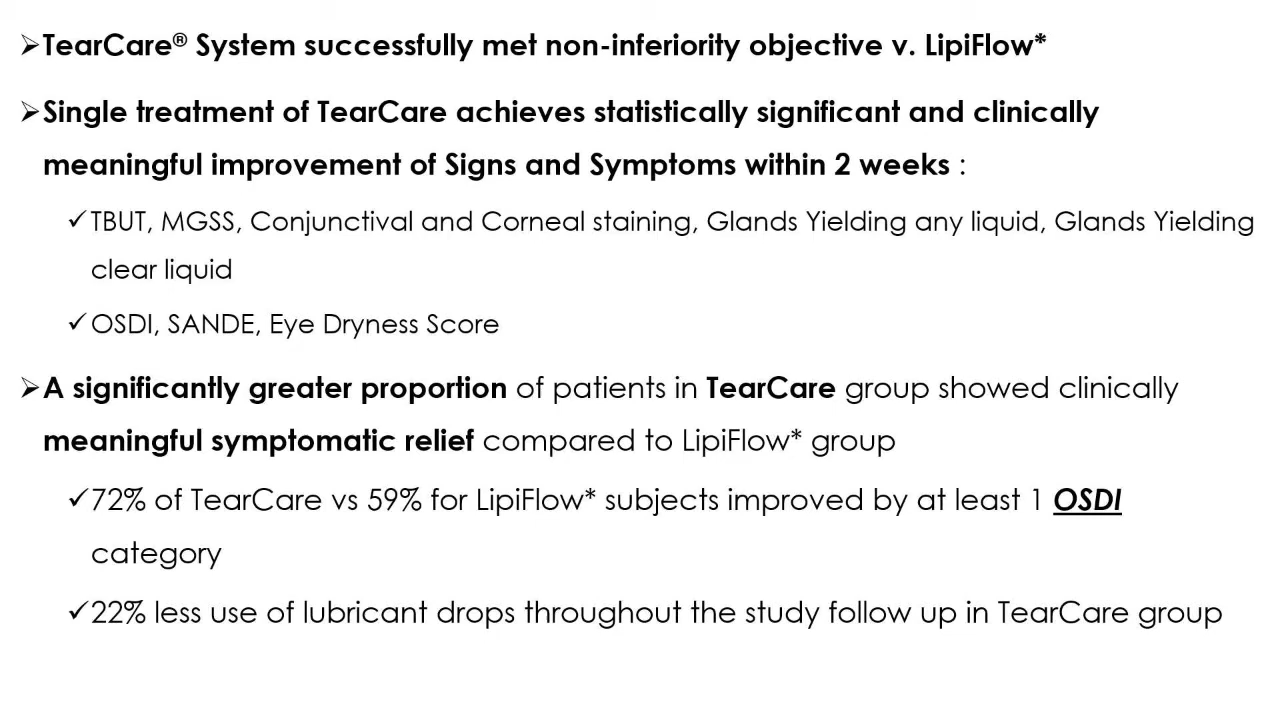 ➢TearCare® System successfully met non-inferiority objective v. LipiFlow*
➢Single treatment of TearCare achieves statistically significant and clinically
meaningful improvement of Signs and Symptoms within 2 weeks :
✓TBUT, MGSS, Conjunctival and Corneal staining, Glands Yielding any liquid, Glands Yielding
clear liquid
✓OSDI, SANDE, Eye Dryness Score
➢A significantly greater proportion of patients in TearCare group showed clinically
meaningful symptomatic relief compared to LipiFlow* group
✓72% of TearCare vs 59% for LipiFlow* subjects improved by at least 1 OSDI
category
✓22% less use of lubricant drops throughout the study follow up in TearCare group